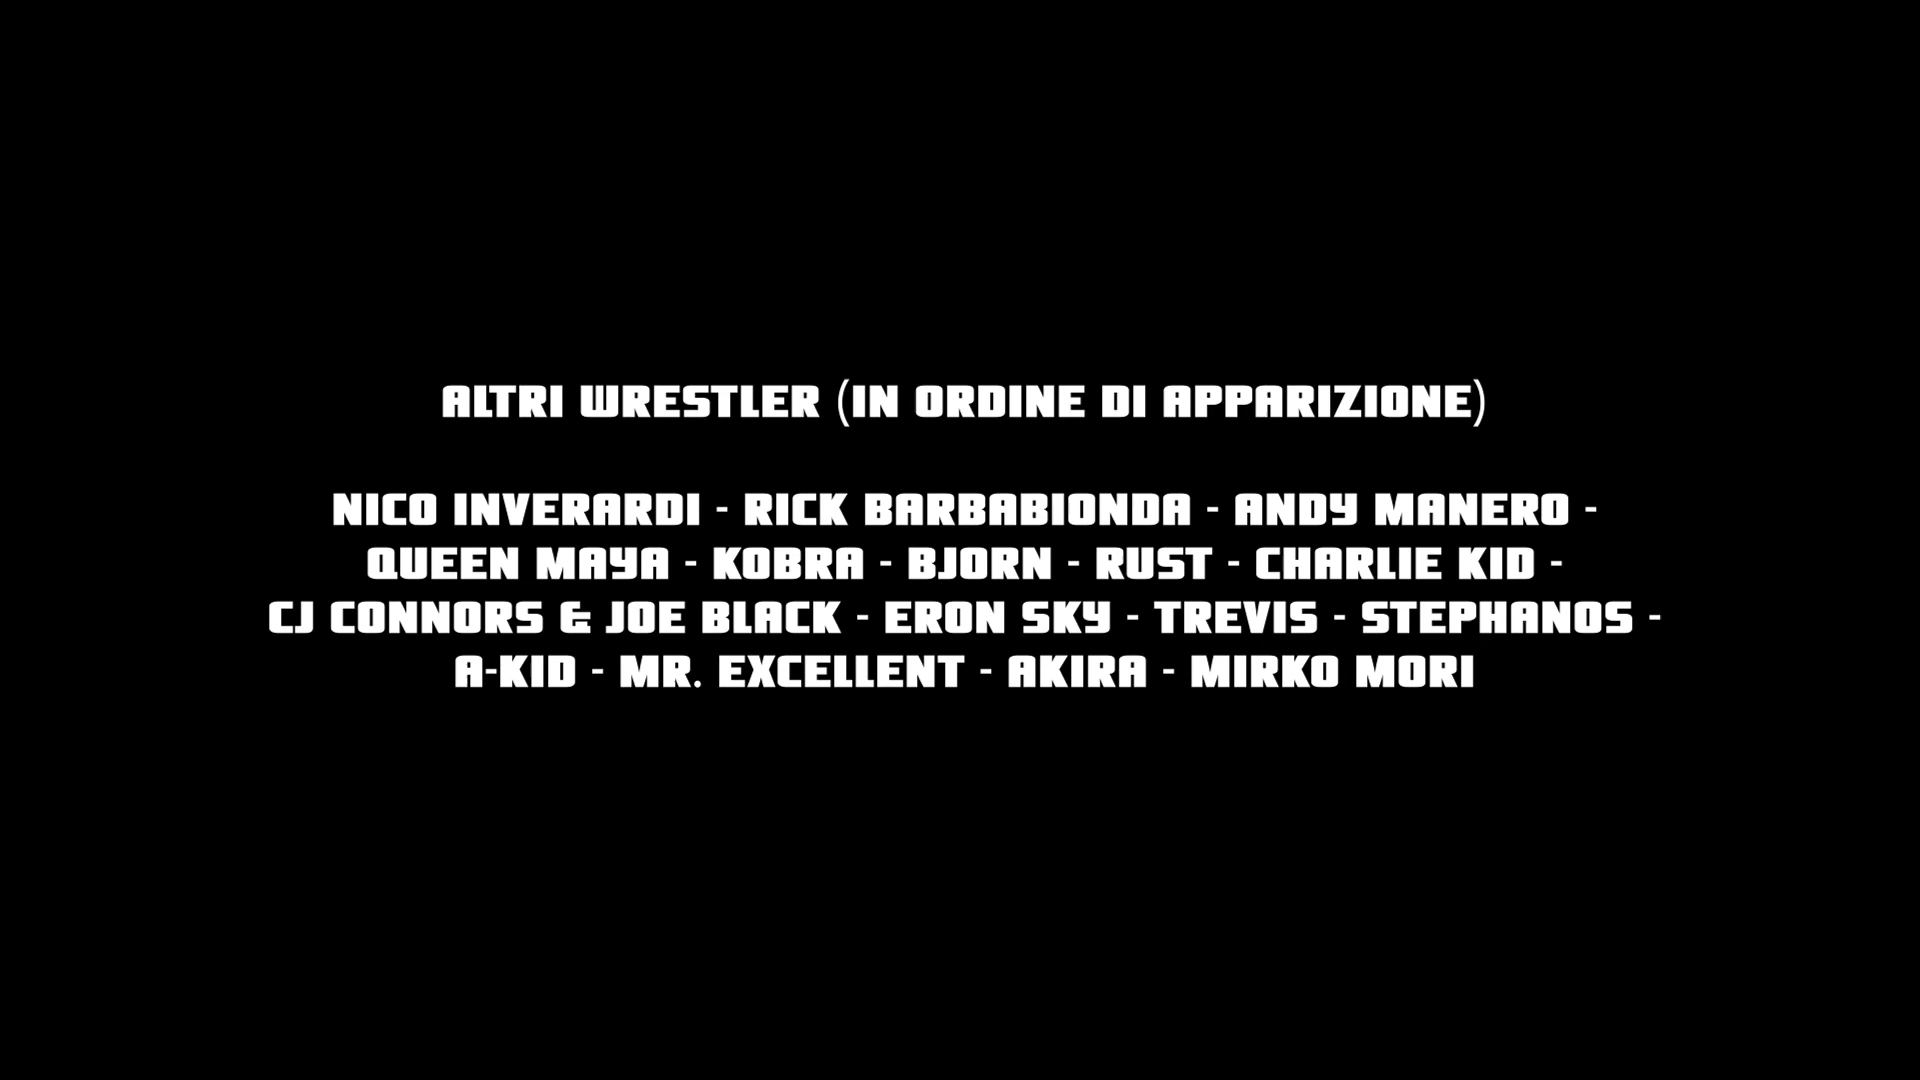 ALTRI WRESTLER (IN ORDINE DI APPARIZIONE)
NICO INVERARDI - RICK BARBABIONDA - ANDY MANERO -
QUEEN MAYA - KOBRA - BJORN - RUST - CHARLIE KID -
CJ CONNORS & JOE BLACK - ERON SKY - TREVIS - STEPHANOS -
A-KID - MR. EXCELLENT - AKIRA - MIRKO MORI